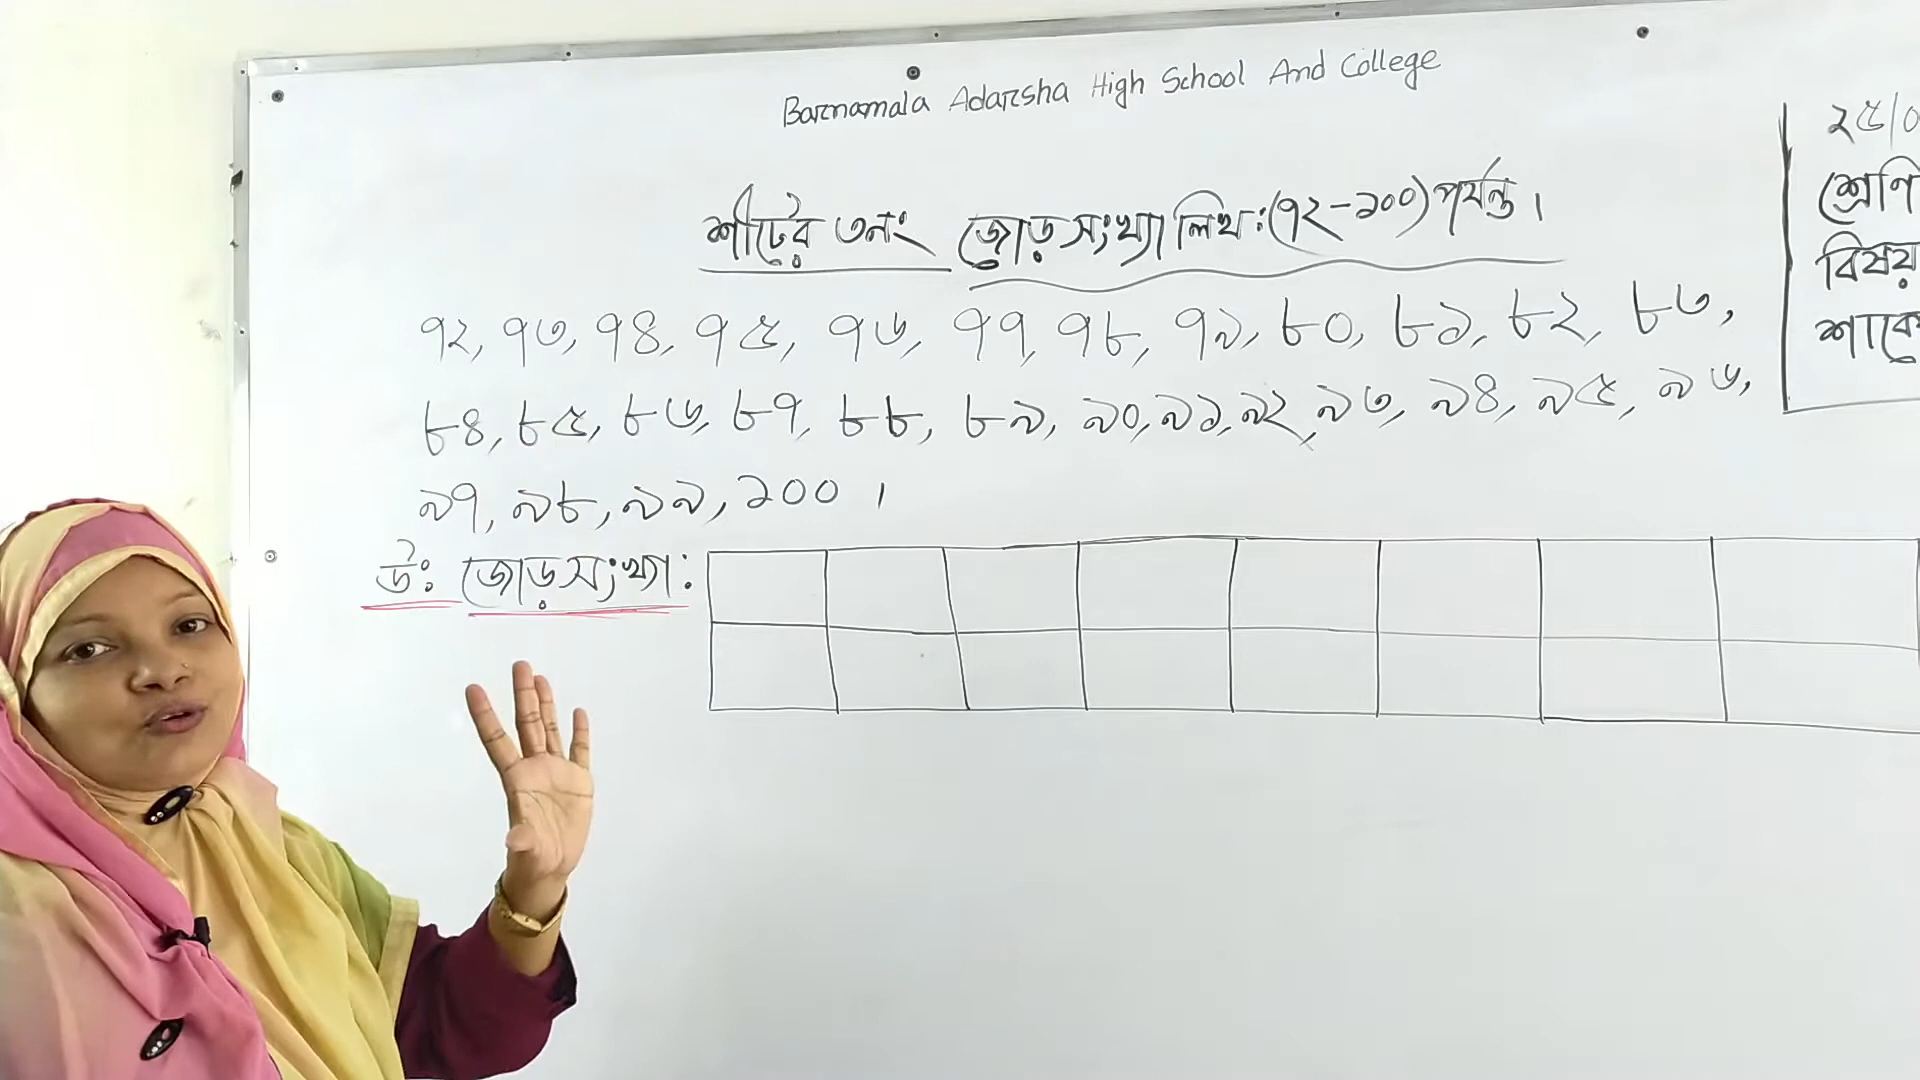 Barnamala Adarsha High School And College
শীটের ৩নং জোড় সংখ্যা লিখ: (৭২-১০০) পর্যন্ত।
৭২, ৭৩, ৭৪, ৭৫, ৭৬, ৭৭, ৭৮, ৭৯, ৮০, ৮১, ৮২, ৮৩,
৮৪, ৮৫, ৮৬, ৮৭, ৮৮, ৮৯, ৯০, ৯১, ৯২, ৯৩, ৯৪, ৯৫, ৯৬,
৯৭, ৯৮, ৯৯, ১০০।
উঃ জোড় সংখ্যা:
২৫/০
শ্রেণি
বিষয়